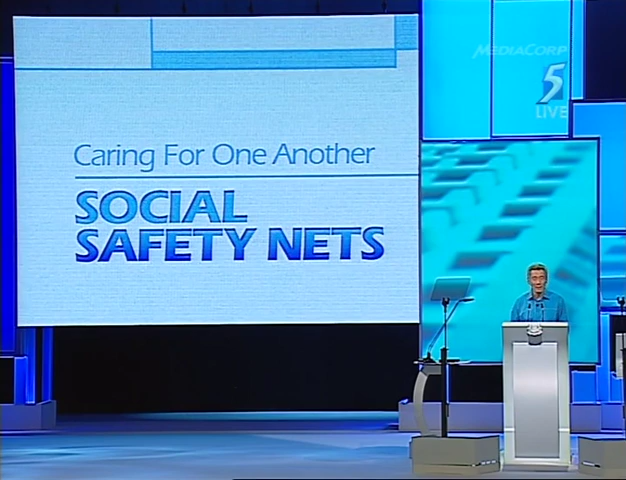 Caring For One Another
SOCIAL
SAFETY NETS
MEDIACORP
5
LIVE